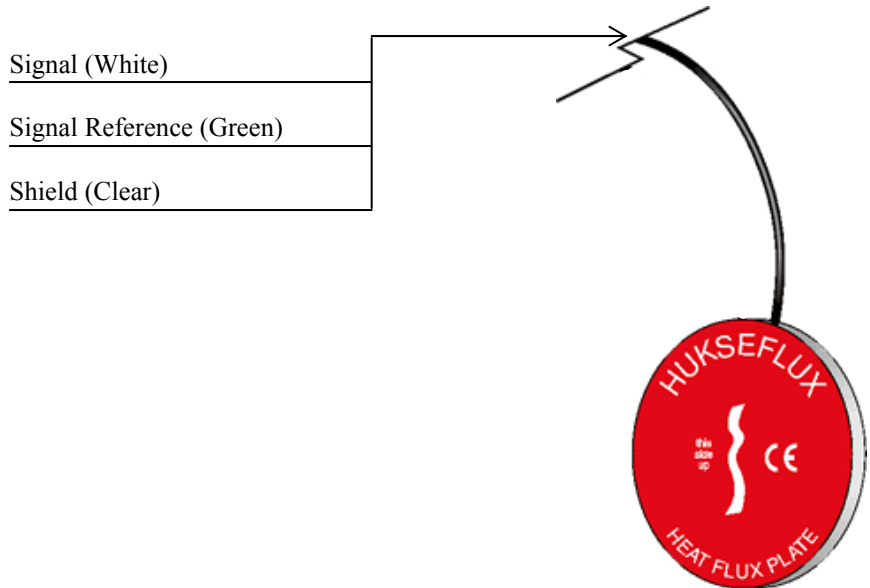 Signal (White)
Signal Reference (Green)
Shield (Clear)
HUKSEFLUX
this
side
up
CE
HEAT FLUX PLATE